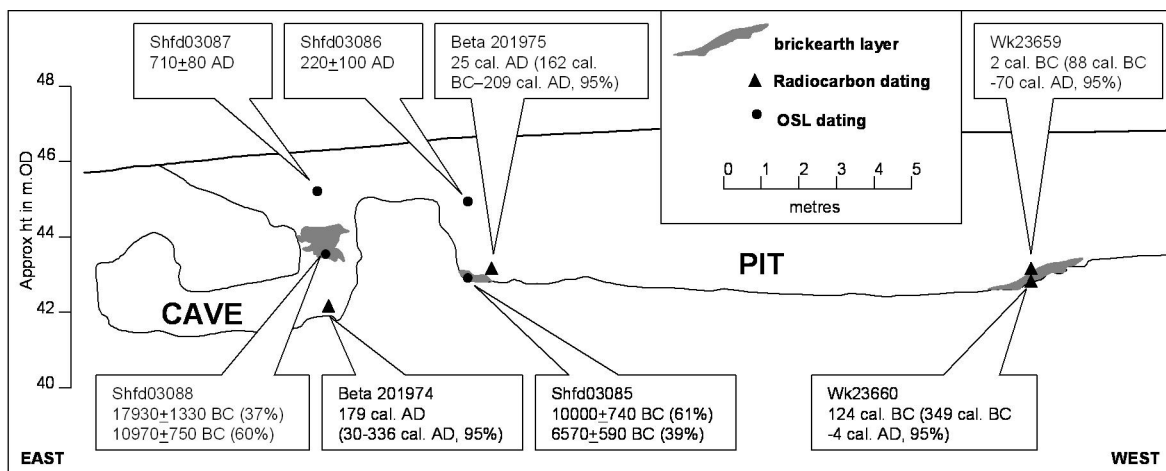 Shfd03087
710±80 AD
Shfd03086
220±100 AD
Beta 201975
25 cal. AD (162 cal.
BC–209 cal. AD, 95%)
brickearth layer
Radiocarbon dating
OSL dating
0 1 2 3 4 5
metres
Wk23659
2 cal. BC (88 cal. BC
-70 cal. AD, 95%)
Approx ht in m.OD
48
46
44
42
40
CAVE
PIT
Shfd03088
17930±1330 BC (37%)
10970±750 BC (60%)
Beta 201974
179 cal. AD
(30-336 cal. AD, 95%)
Shfd03085
10000±740 BC (61%)
6570±590 BC (39%)
Wk23660
124 cal. BC (349 cal. BC
-4 cal. AD, 95%)
EAST
WEST